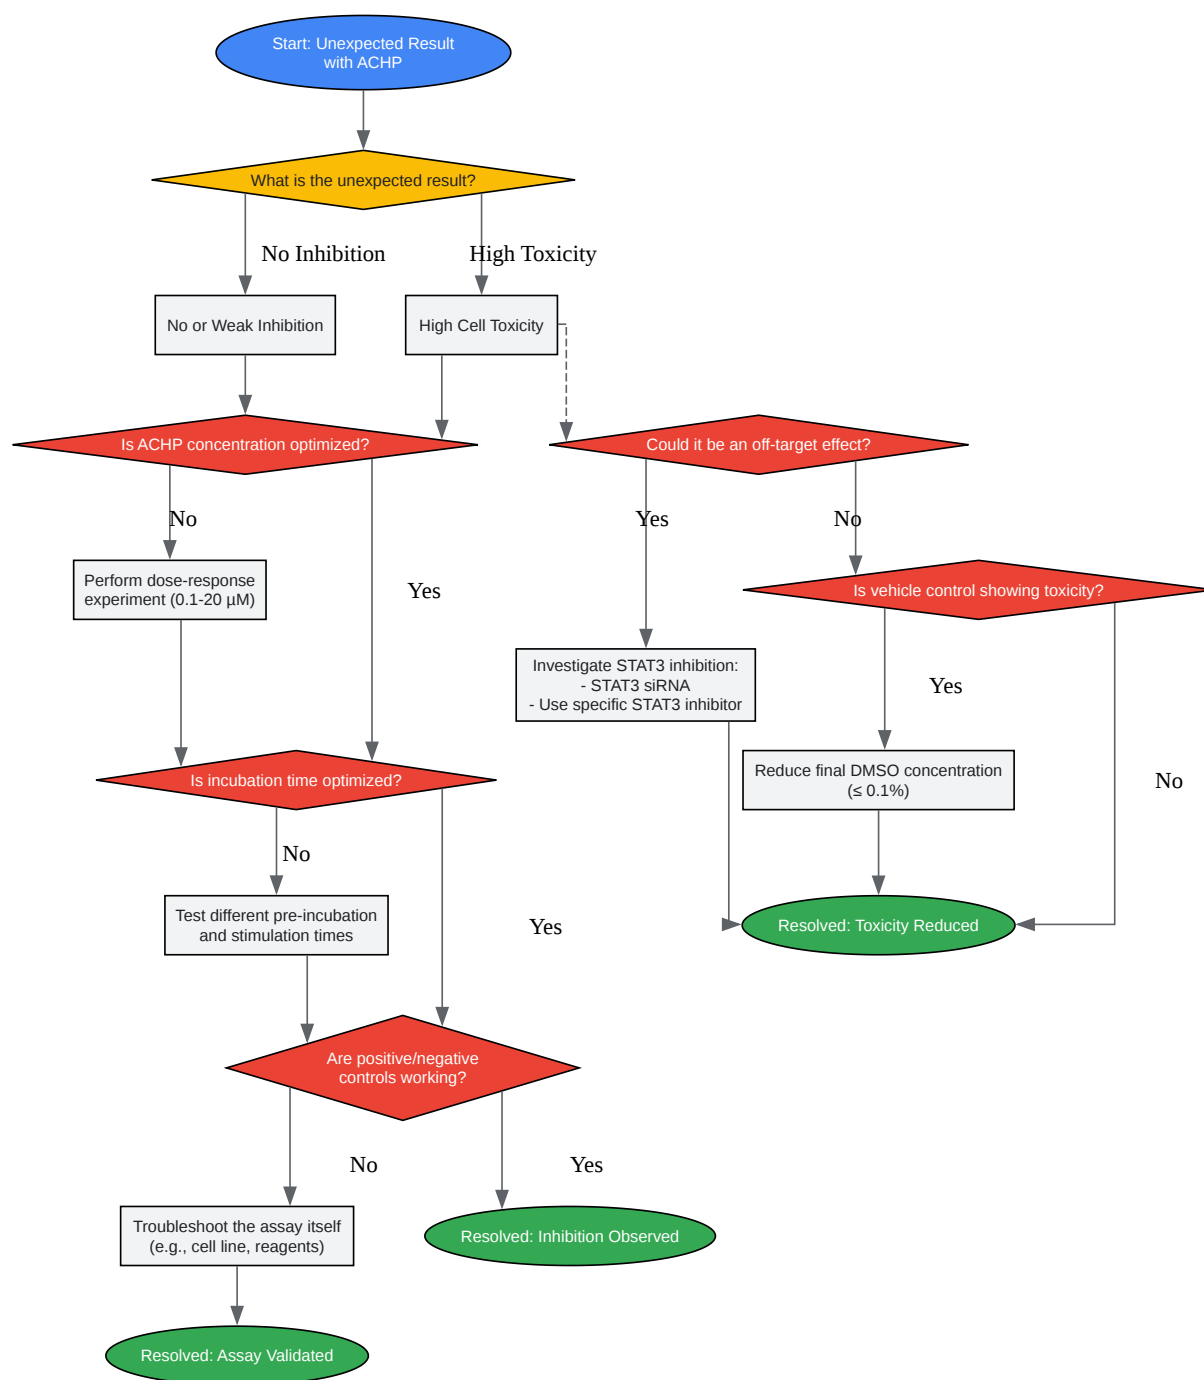 Start: Unexpected Result
with ACHP
What is the unexpected result?
No Inhibition
High Toxicity
No or Weak Inhibition
High Cell Toxicity
Is ACHP concentration optimized?
Could it be an off-target effect?
No
Yes
No
Perform dose-response
experiment (0.1-20 µM)
Yes
Is vehicle control showing toxicity?
Investigate STAT3 inhibition:
- STAT3 siRNA
- Use specific STAT3 inhibitor
Yes
Is incubation time optimized?
Reduce final DMSO concentration
(≤ 0.1%)
No
No
Test different pre-incubation
and stimulation times
Yes
Resolved: Toxicity Reduced
Are positive/negative
controls working?
No
Yes
Troubleshoot the assay itself
(e.g., cell line, reagents)
Resolved: Inhibition Observed
Resolved: Assay Validated